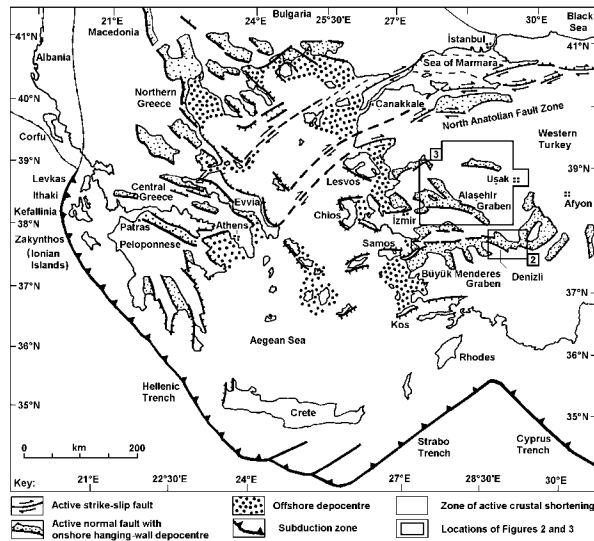 21°E
24°E
Bulgaria
25°30E
27°E
30°E
Black
Sea
41°N
Macedonia
İstanbul
41°N
Albania
Sea of Marmara
40°N
Northern
Greece
Canakkale
40°N
North Anatolian Fault Zone
Corfu
Western
Turkey
39°N
3
39°N
Levkas
Lesvos
Uşak
Ithaki
Central
Greece
Evvia
Alaşehir
Graben
Afyon
Kefallinia
Chios
İzmir
38°N
Patras
Athens
38°N
Zakynthos
Peloponnese
Samos
(Ionian
Islands)
2
Büyük Menderes
Graben
Denizli
37°N
37°N
Kos
Aegean Sea
36°N
Rhodes
36°N
Hellenic
Trench
35°N
Crete
35°N
0
km
200
Strabo
Trench
Cyprus
Trench
Key:
21°E
22°30E
24°E
27°E
28°30E
30°E
Active strike-slip fault
Offshore depocentre
Zone of active crustal shortening
Active normal fault with
onshore hanging-wall depocentre
Subduction zone
Locations of Figures 2 and 3